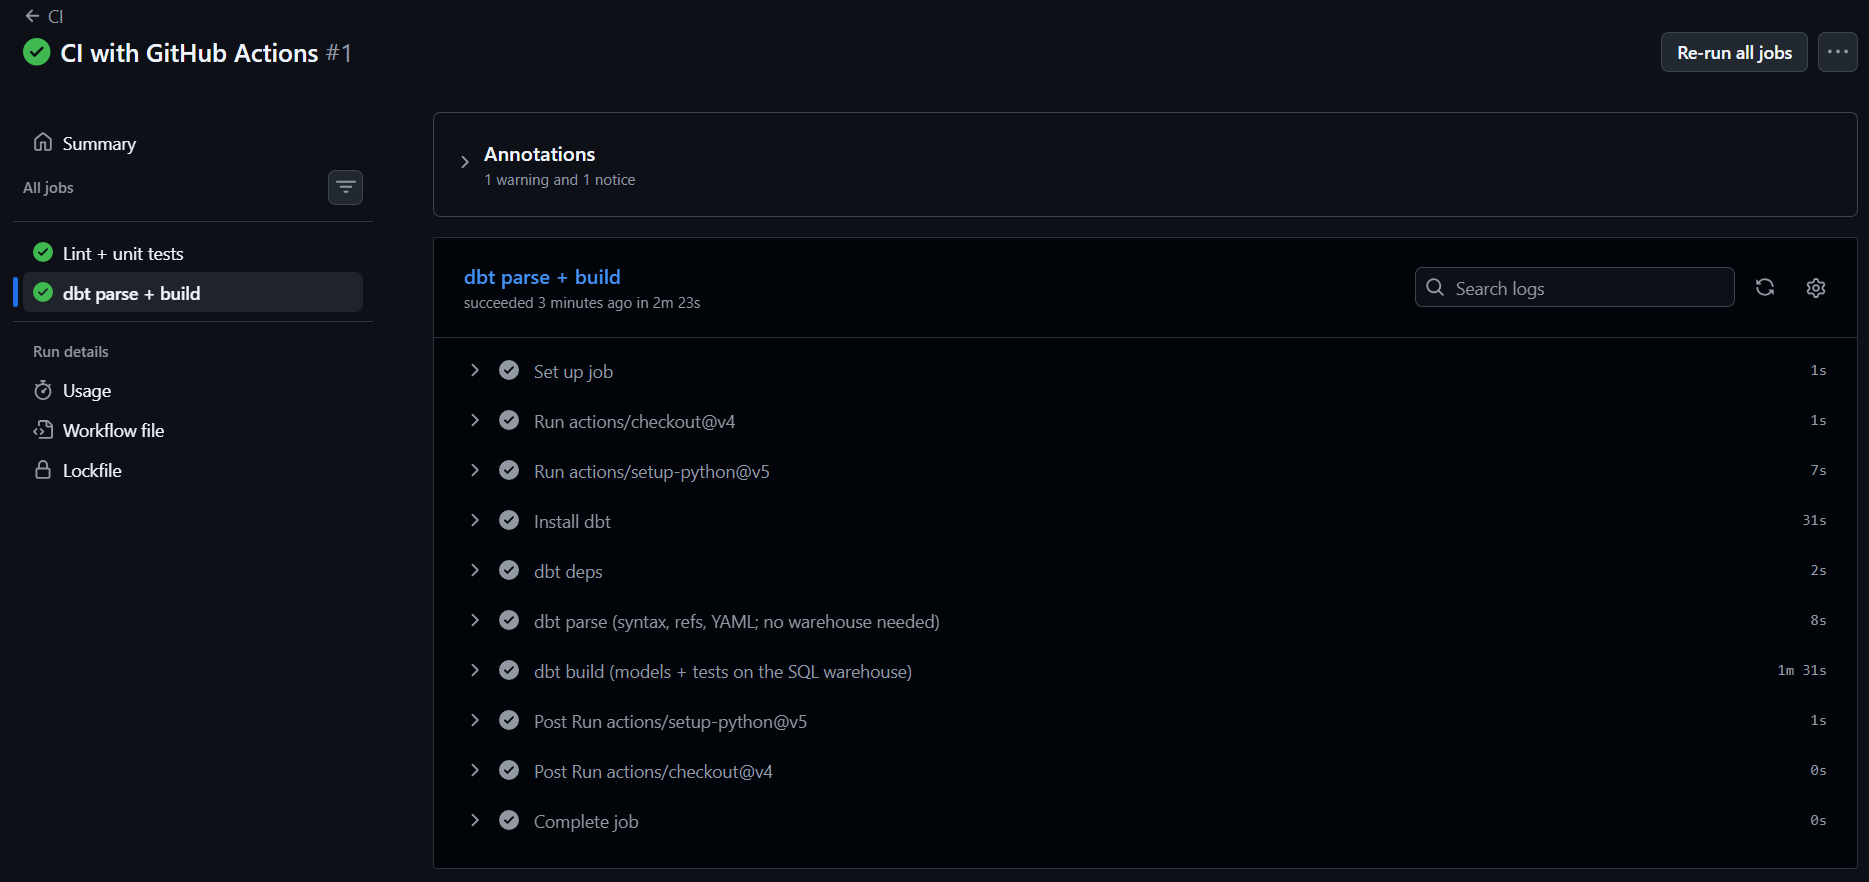 CI
CI with GitHub Actions #1
Re-run all jobs
Summary
All jobs
Lint + unit tests
dbt parse + build
Run details
Usage
Workflow file
Lockfile
Annotations
1 warning and 1 notice
dbt parse + build
succeeded 3 minutes ago in 2m 23s
Search logs
Set up job 1s
Run actions/checkout@v4 1s
Run actions/setup-python@v5 7s
Install dbt 31s
dbt deps 2s
dbt parse (syntax, refs, YAML; no warehouse needed) 8s
dbt build (models + tests on the SQL warehouse) 1m 31s
Post Run actions/setup-python@v5 1s
Post Run actions/checkout@v4 0s
Complete job 0s